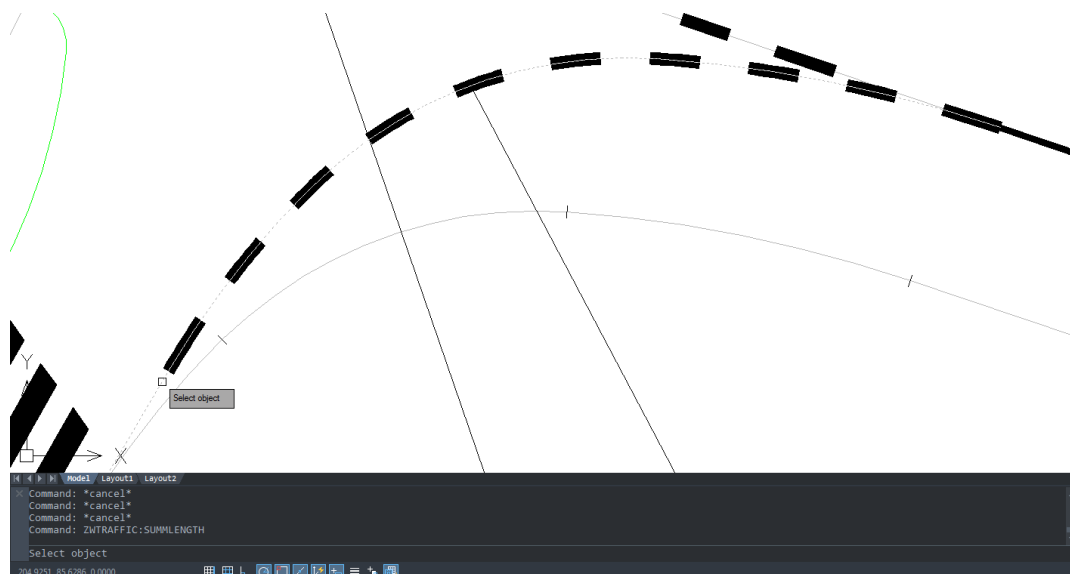 Select object
Y
X
Model Layout1 Layout2
Command: *cancel*
Command: *cancel*
Command: *cancel*
Command: ZWTRAFFIC:SUMMLENGTH
Select object
204.9251, 85.6286, 0.0000